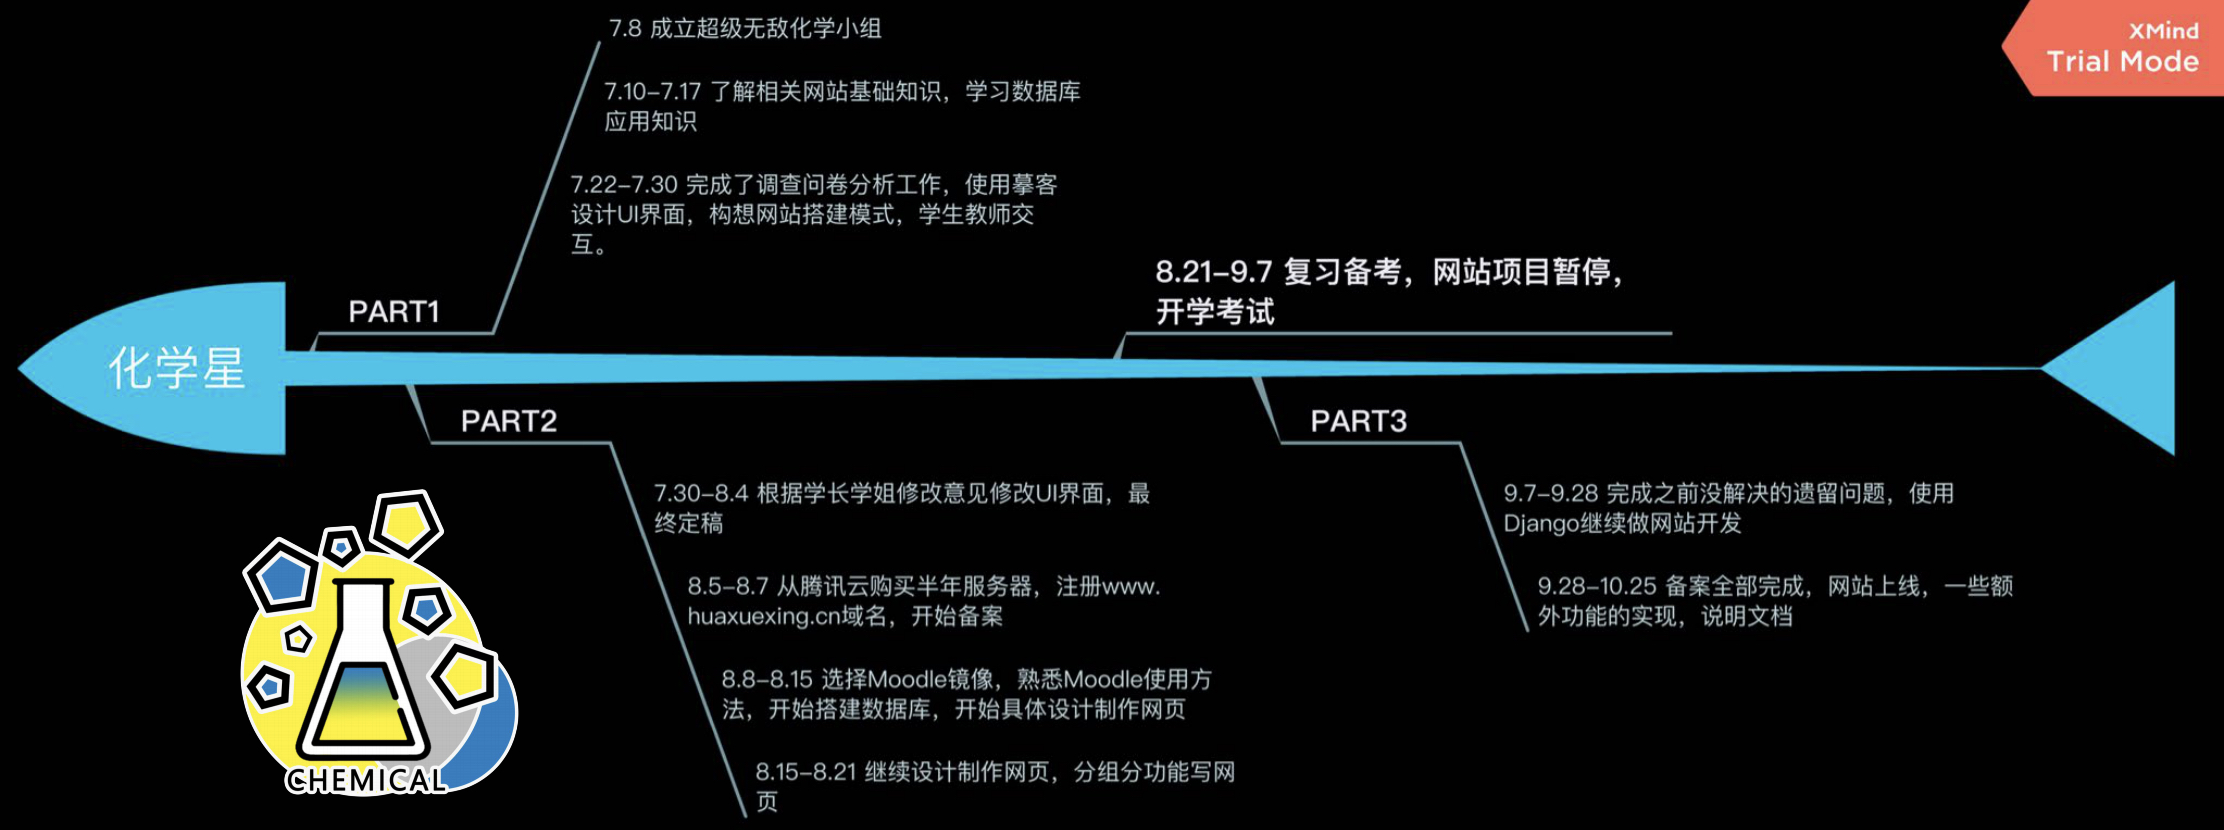 XMind
Trial Mode
7.8 成立超级无敌化学小组
7.10-7.17 了解相关网站基础知识，学习数据库
应用知识
7.22-7.30 完成了调查问卷分析工作，使用摹客
设计UI界面，构想网站搭建模式，学生教师交
互。
PART1
8.21-9.7 复习备考，网站项目暂停，
开学考试
化学星
PART2
7.30-8.4 根据学长学姐修改意见修改UI界面，最
终定稿
8.5-8.7 从腾讯云购买半年服务器，注册www.
huaxuexing.cn域名，开始备案
8.8-8.15 选择Moodle镜像，熟悉Moodle使用方
法，开始搭建数据库，开始具体设计制作网页
8.15-8.21 继续设计制作网页，分组分功能写网
页
PART3
9.7-9.28 完成之前没解决的遗留问题，使用
Django继续做网站开发
9.28-10.25 备案全部完成，网站上线，一些额
外功能的实现，说明文档
CHEMICAL